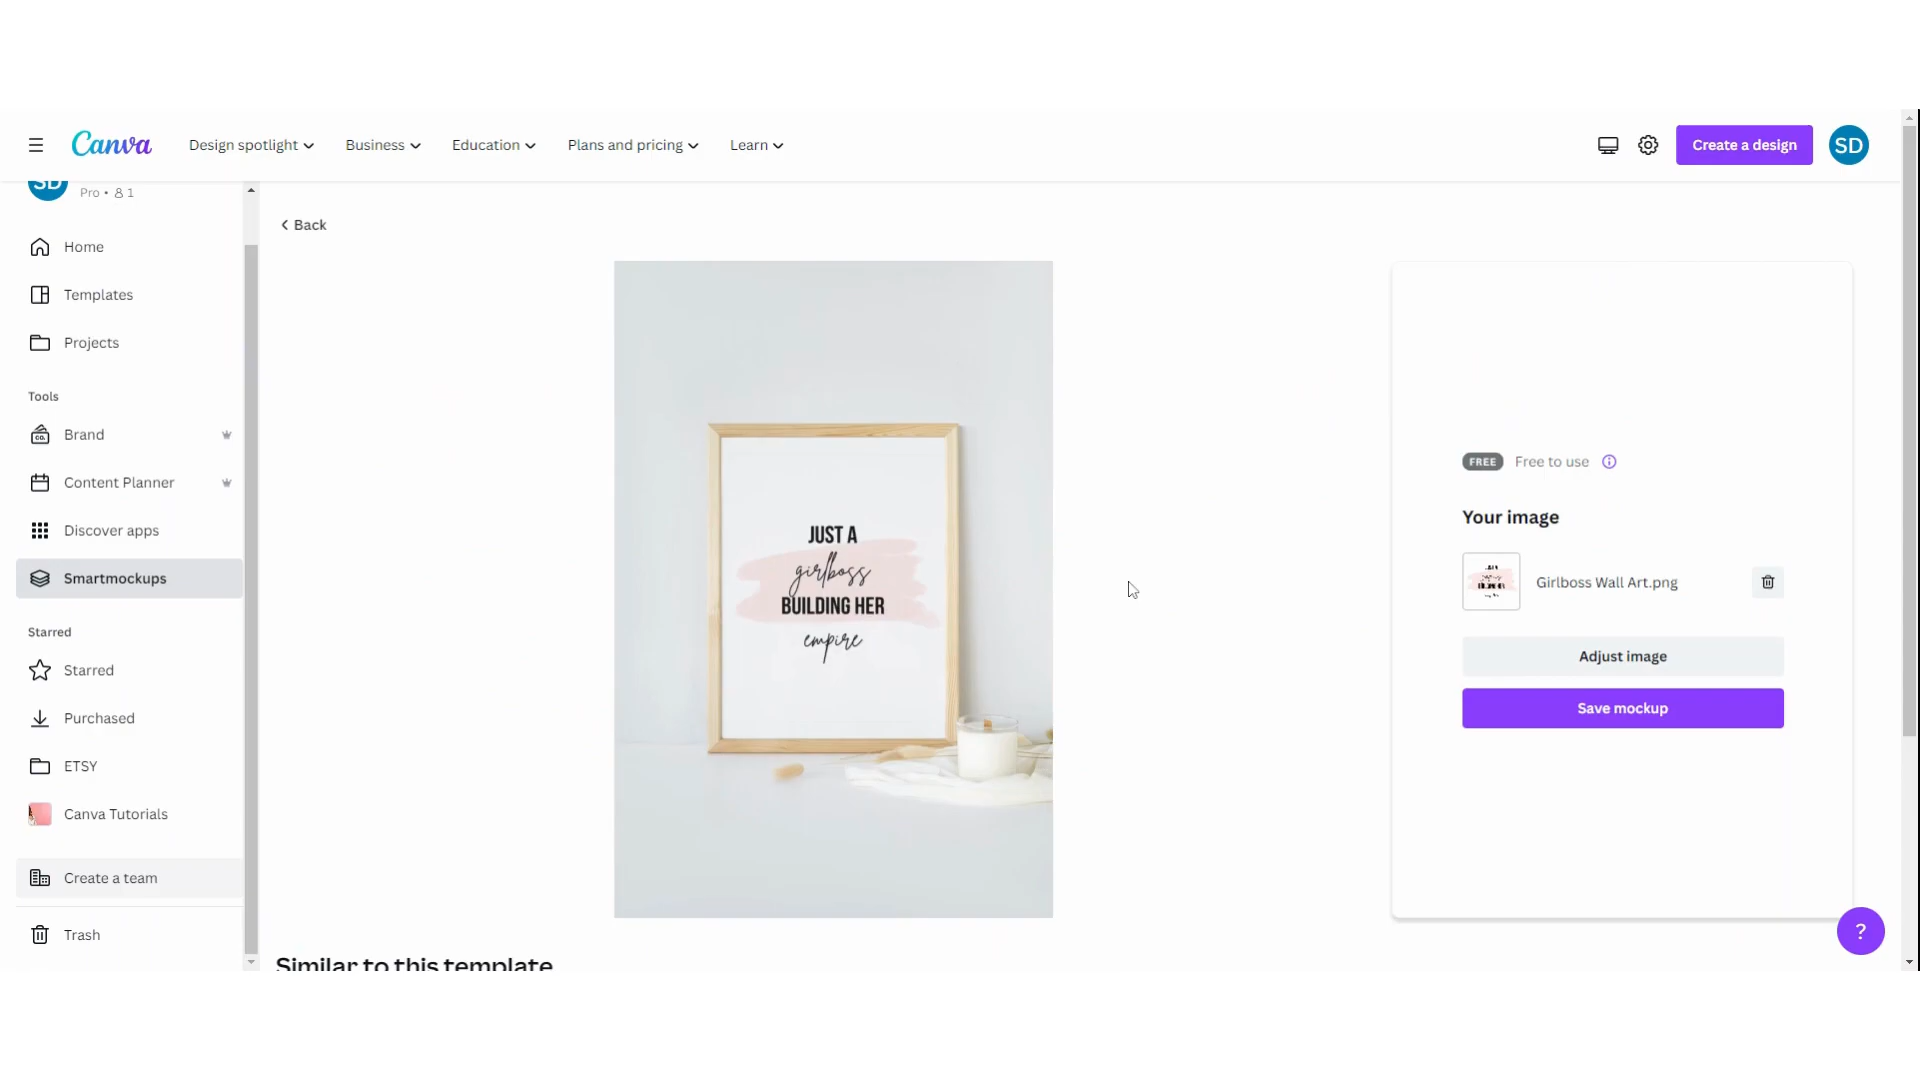 Canva
Design spotlight
Business
Education
Plans and pricing
Learn
Create a design
SD
SD
Pro • 1
Home
Templates
Projects
Tools
Brand
Content Planner
Discover apps
Smartmockups
Starred
Starred
Purchased
ETSY
Canva Tutorials
Create a team
Trash
Back
JUST A
girlboss
BUILDING HER
empire
FREE Free to use
Your image
Girlboss Wall Art.png
Adjust image
Save mockup
?
Similar to this template